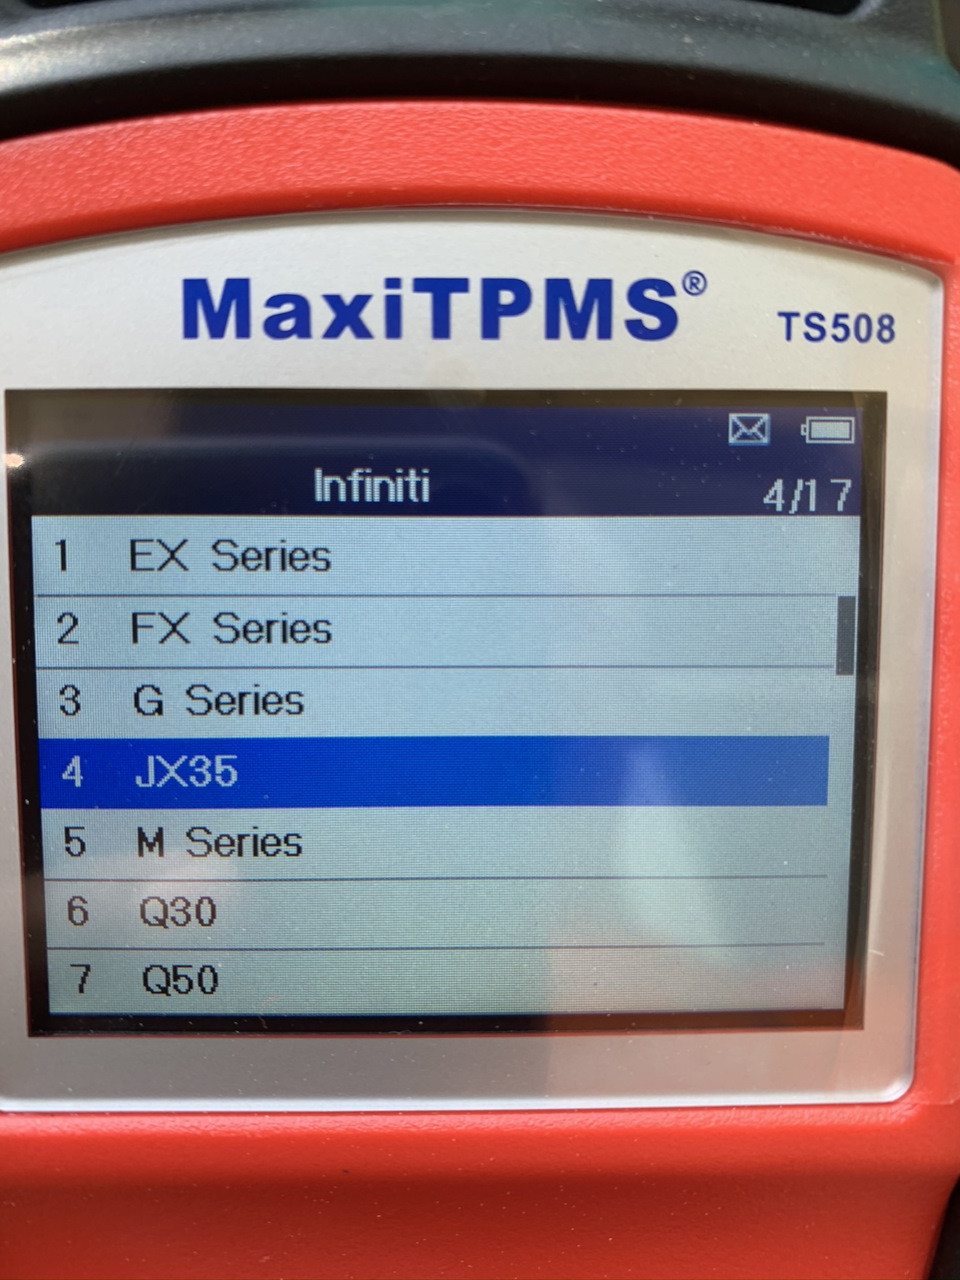 MaxiTPMS® TS508
Infiniti 4/17
1 EX Series
2 FX Series
3 G Series
4 JX35
5 M Series
6 Q30
7 Q50